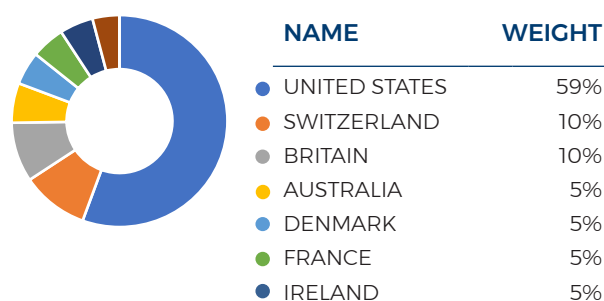 NAME WEIGHT
UNITED STATES 59%
SWITZERLAND 10%
BRITAIN 10%
AUSTRALIA 5%
DENMARK 5%
FRANCE 5%
IRELAND 5%